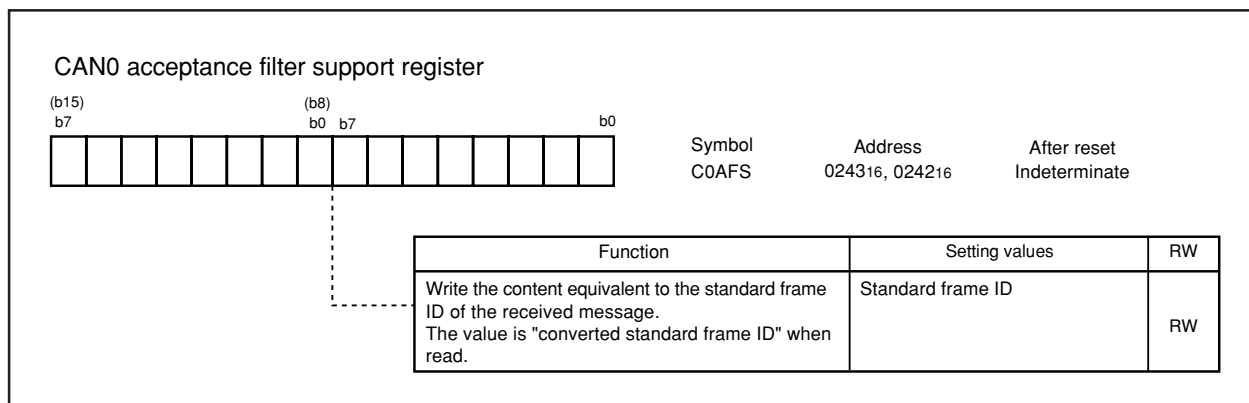 CAN0 acceptance filter support register
(b15) (b8)
b7 b0 b7 b0
Symbol Address After reset
C0AFS 024316, 024216 Indeterminate
Function Setting values RW
Write the content equivalent to the standard frame Standard frame ID
ID of the received message.
The value is "converted standard frame ID" when RW
read.